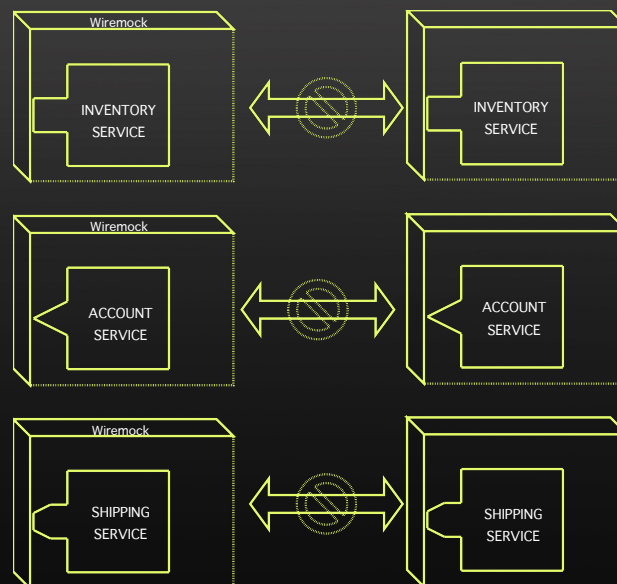 Wiremock
INVENTORY
SERVICE
INVENTORY
SERVICE
Wiremock
ACCOUNT
SERVICE
ACCOUNT
SERVICE
Wiremock
SHIPPING
SERVICE
SHIPPING
SERVICE